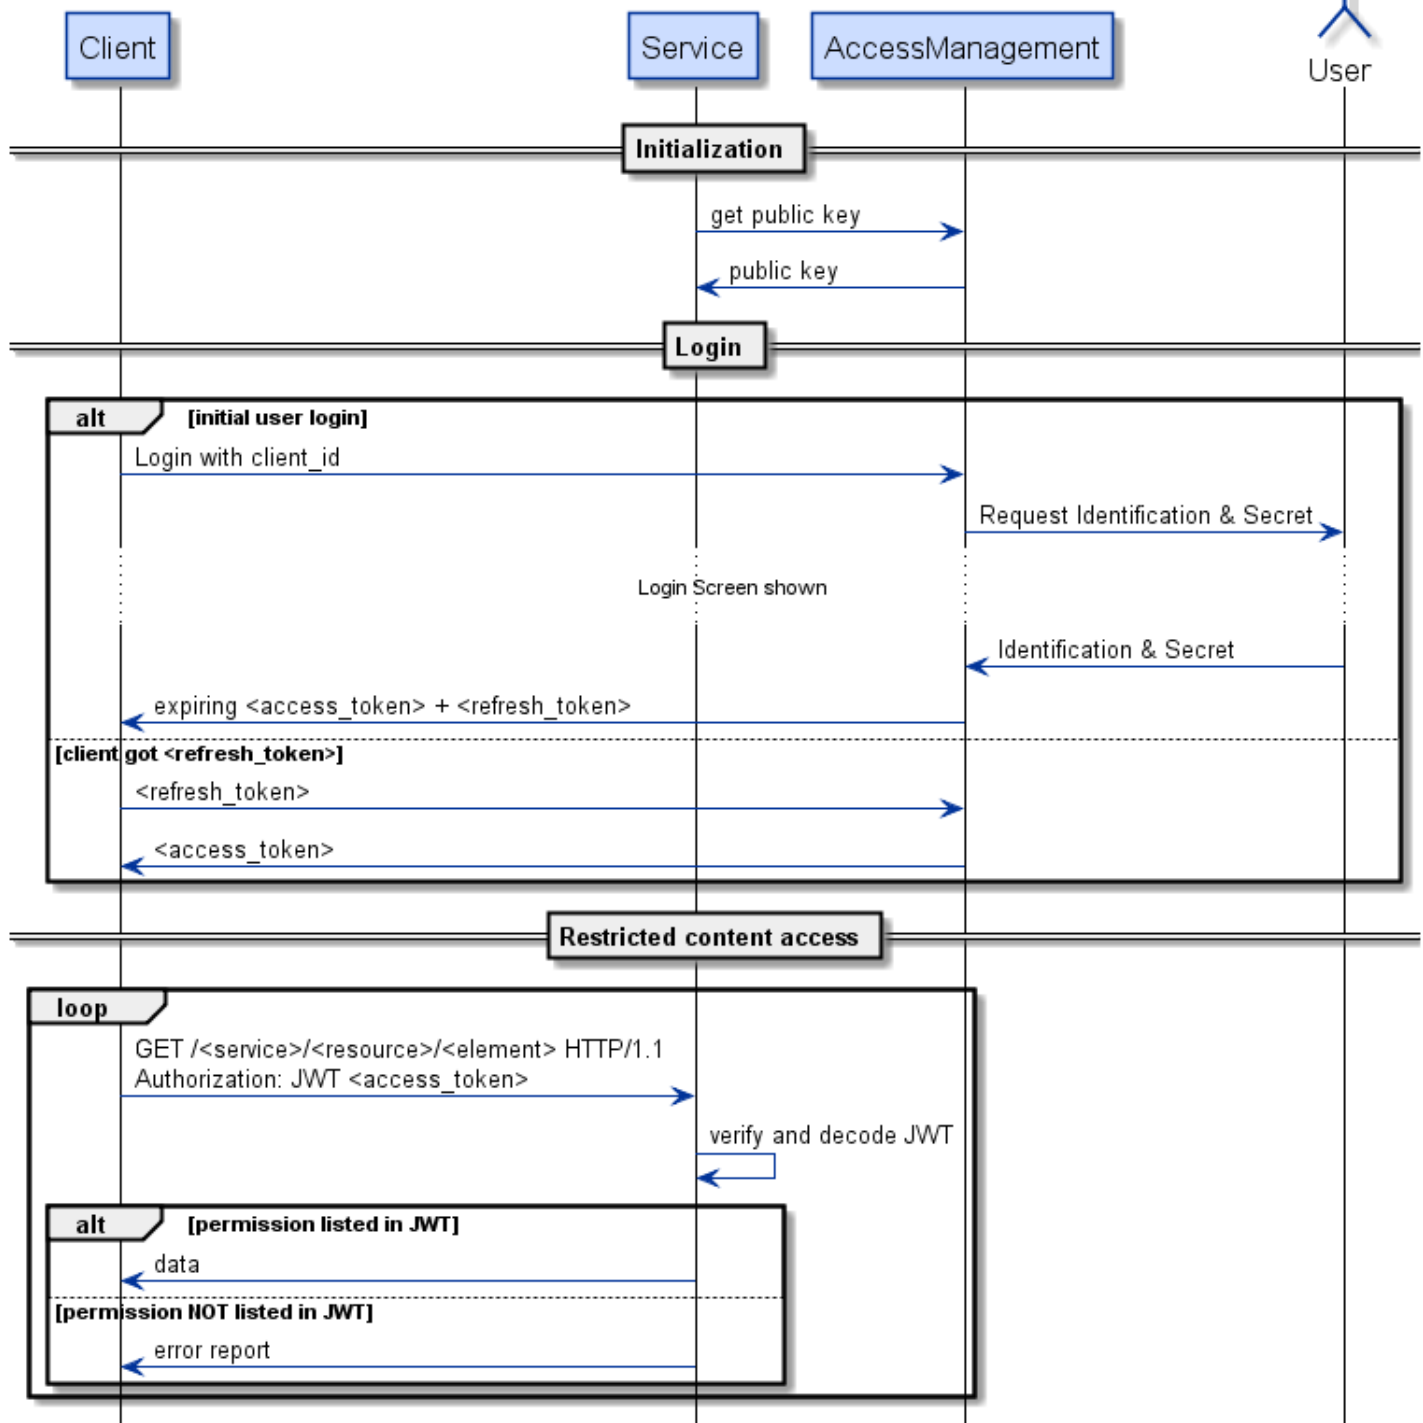 Client
Service
AccessManagement
User
Initialization
get public key
public key
Login
alt
[initial user login]
Login with client_id
Request Identification & Secret
Login Screen shown
Identification & Secret
expiring <access_token> + <refresh_token>
[client got <refresh_token>]
<refresh_token>
<access_token>
Restricted content access
loop
GET /<service>/<resource>/<element> HTTP/1.1
Authorization: JWT <access_token>
verify and decode JWT
alt
[permission listed in JWT]
data
[permission NOT listed in JWT]
error report